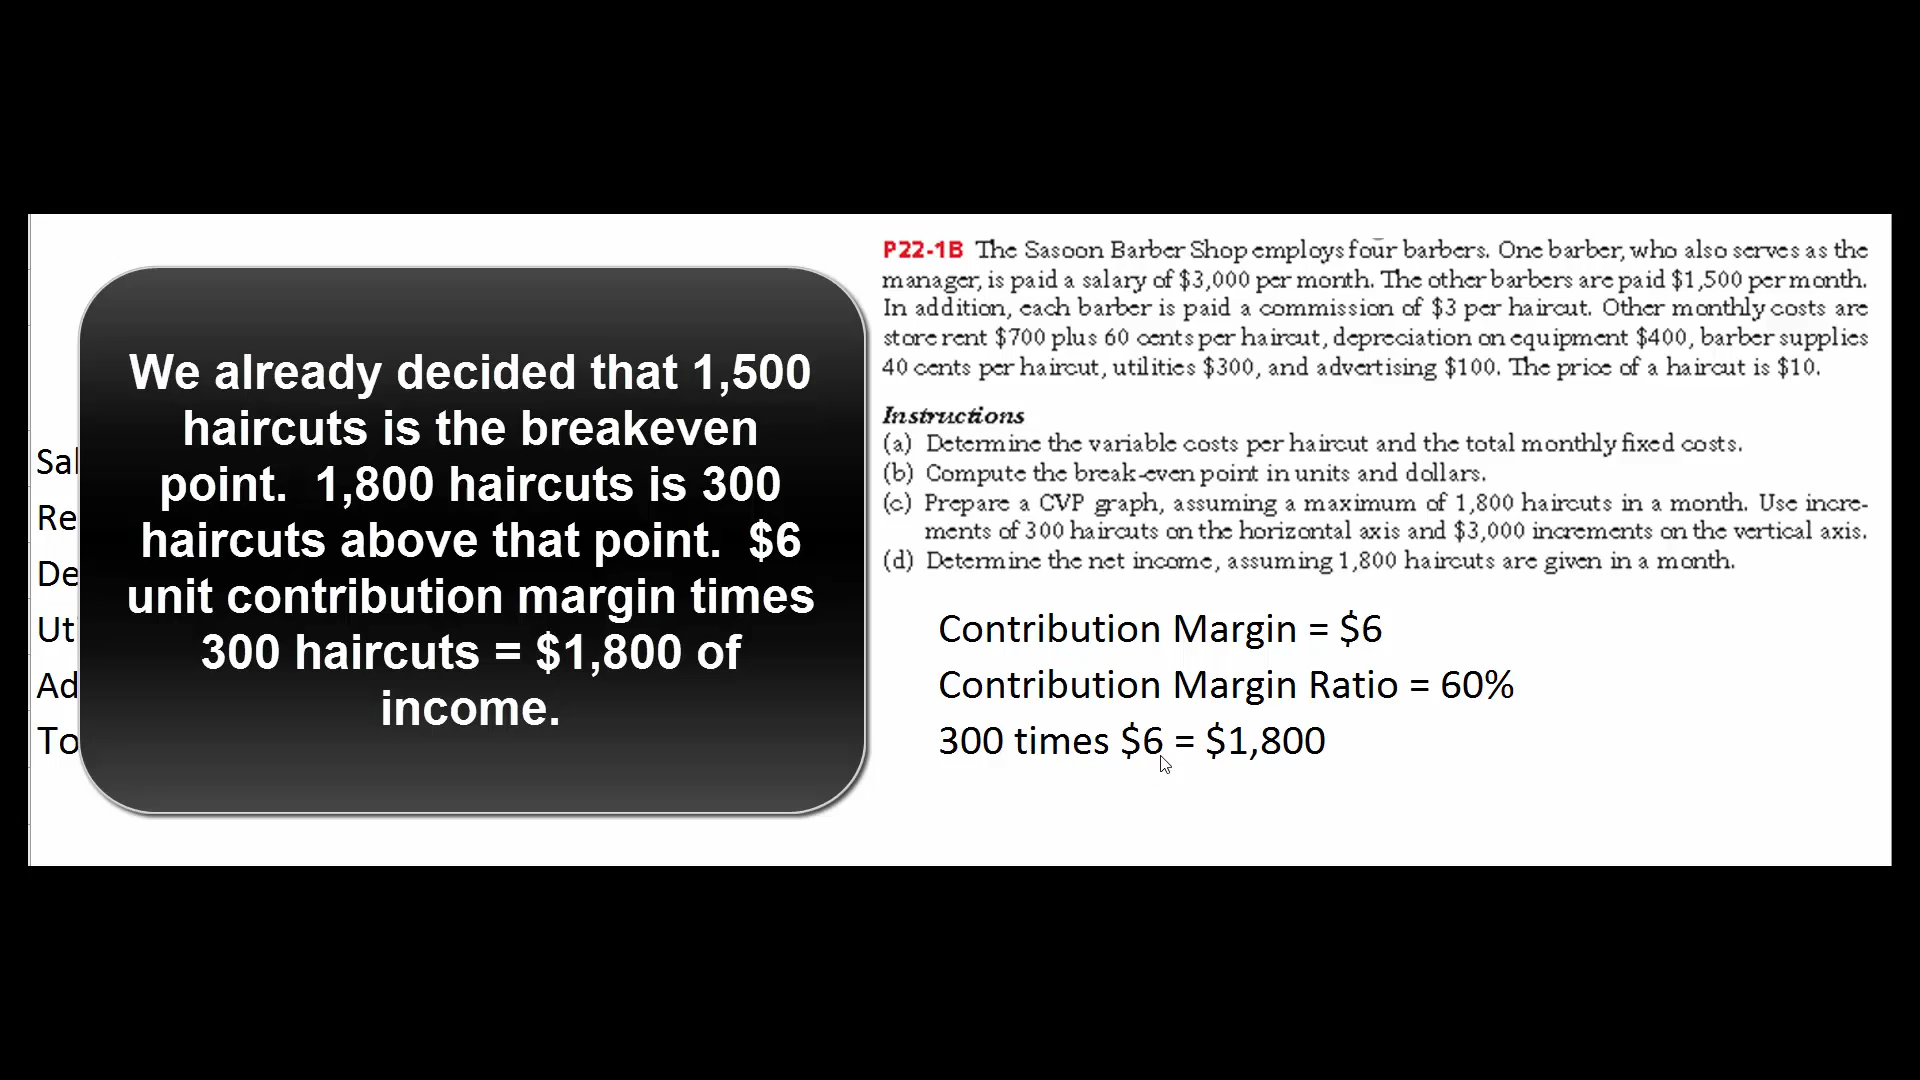 We already decided that 1,500
haircuts is the breakeven
point.  1,800 haircuts is 300
haircuts above that point.  $6
unit contribution margin times
300 haircuts = $1,800 of
income.
Sal
Re
De
Uti
Ad
To
P22-1B The Sasoon Barber Shop employs four barbers. One barber, who also serves as the
manager, is paid a salary of $3,000 per month. The other barbers are paid $1,500 per month.
In addition, each barber is paid a commission of $3 per haircut. Other monthly costs are
store rent $700 plus 60 cents per haircut, depreciation on equipment $400, barber supplies
40 cents per haircut, utilities $300, and advertising $100. The price of a haircut is $10.
Instructions
(a) Determine the variable costs per haircut and the total monthly fixed costs.
(b) Compute the break-even point in units and dollars.
(c) Prepare a CVP graph, assuming a maximum of 1,800 haircuts in a month. Use incre-
ments of 300 haircuts on the horizontal axis and $3,000 increments on the vertical axis.
(d) Determine the net income, assuming 1,800 haircuts are given in a month.
Contribution Margin = $6
Contribution Margin Ratio = 60%
300 times $6 = $1,800